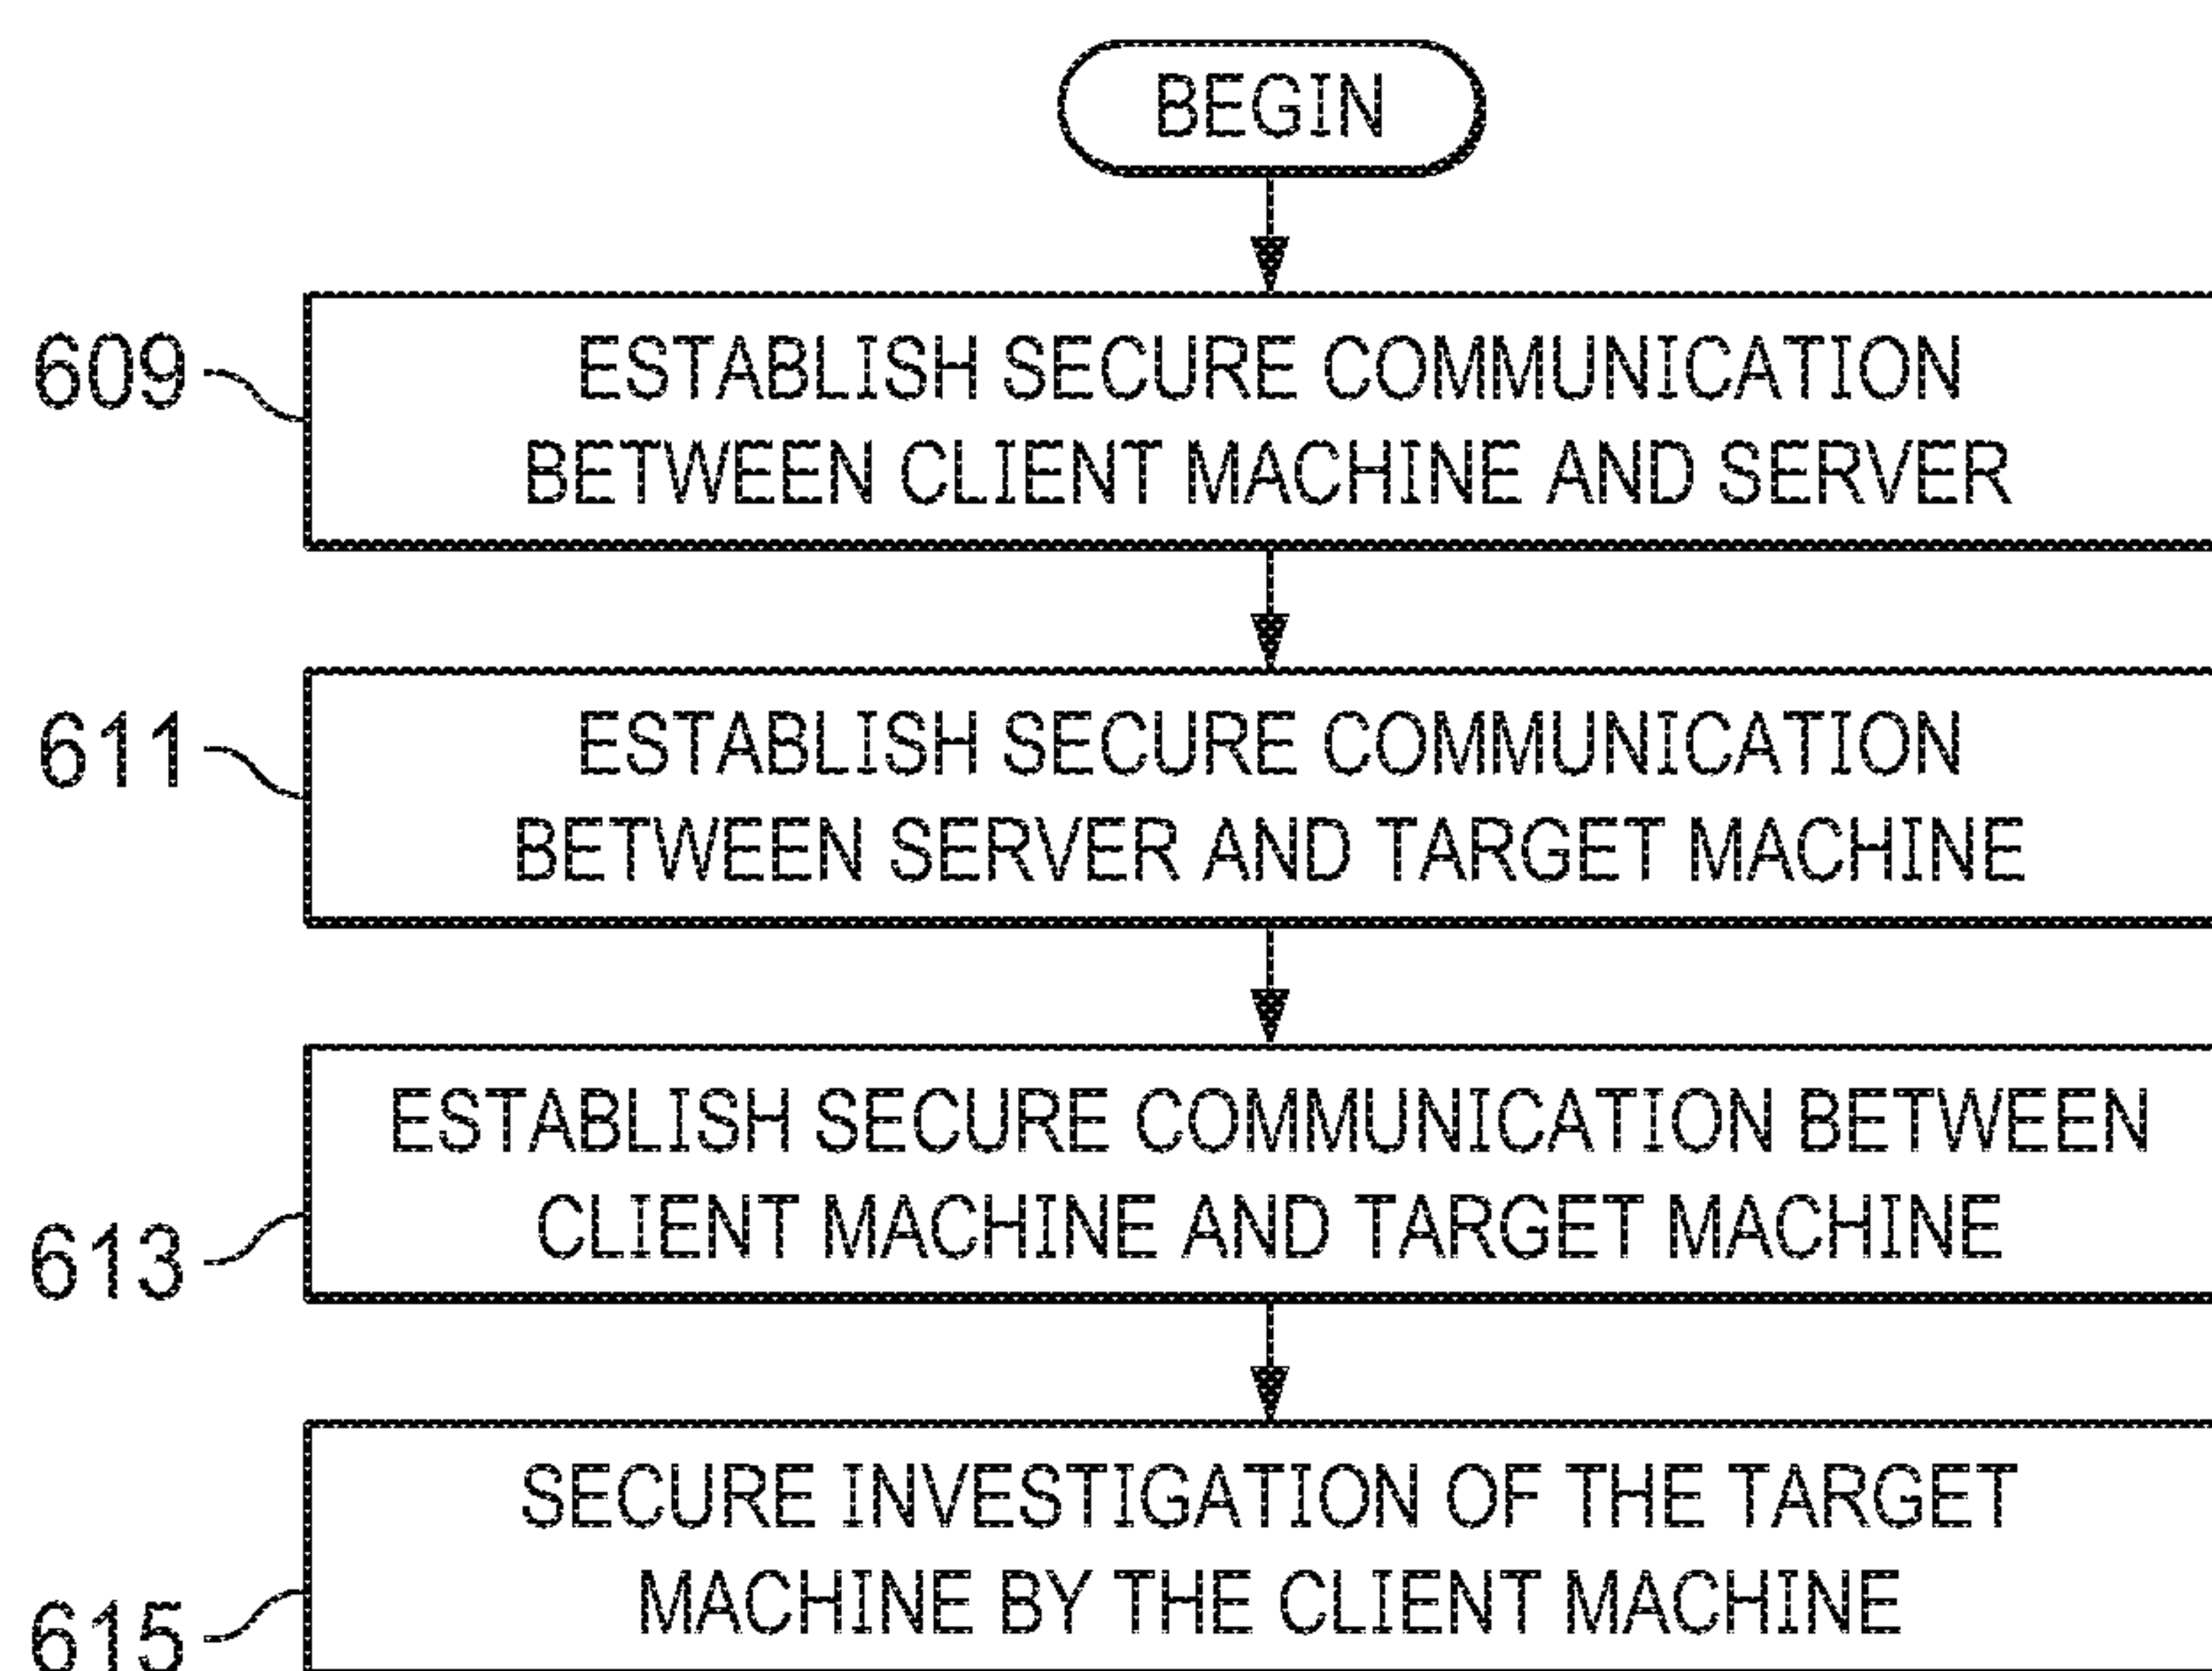 BEGIN
609
ESTABLISH SECURE COMMUNICATION
BETWEEN CLIENT MACHINE AND SERVER
611
ESTABLISH SECURE COMMUNICATION
BETWEEN SERVER AND TARGET MACHINE
613
ESTABLISH SECURE COMMUNICATION BETWEEN
CLIENT MACHINE AND TARGET MACHINE
615
SECURE INVESTIGATION OF THE TARGET
MACHINE BY THE CLIENT MACHINE